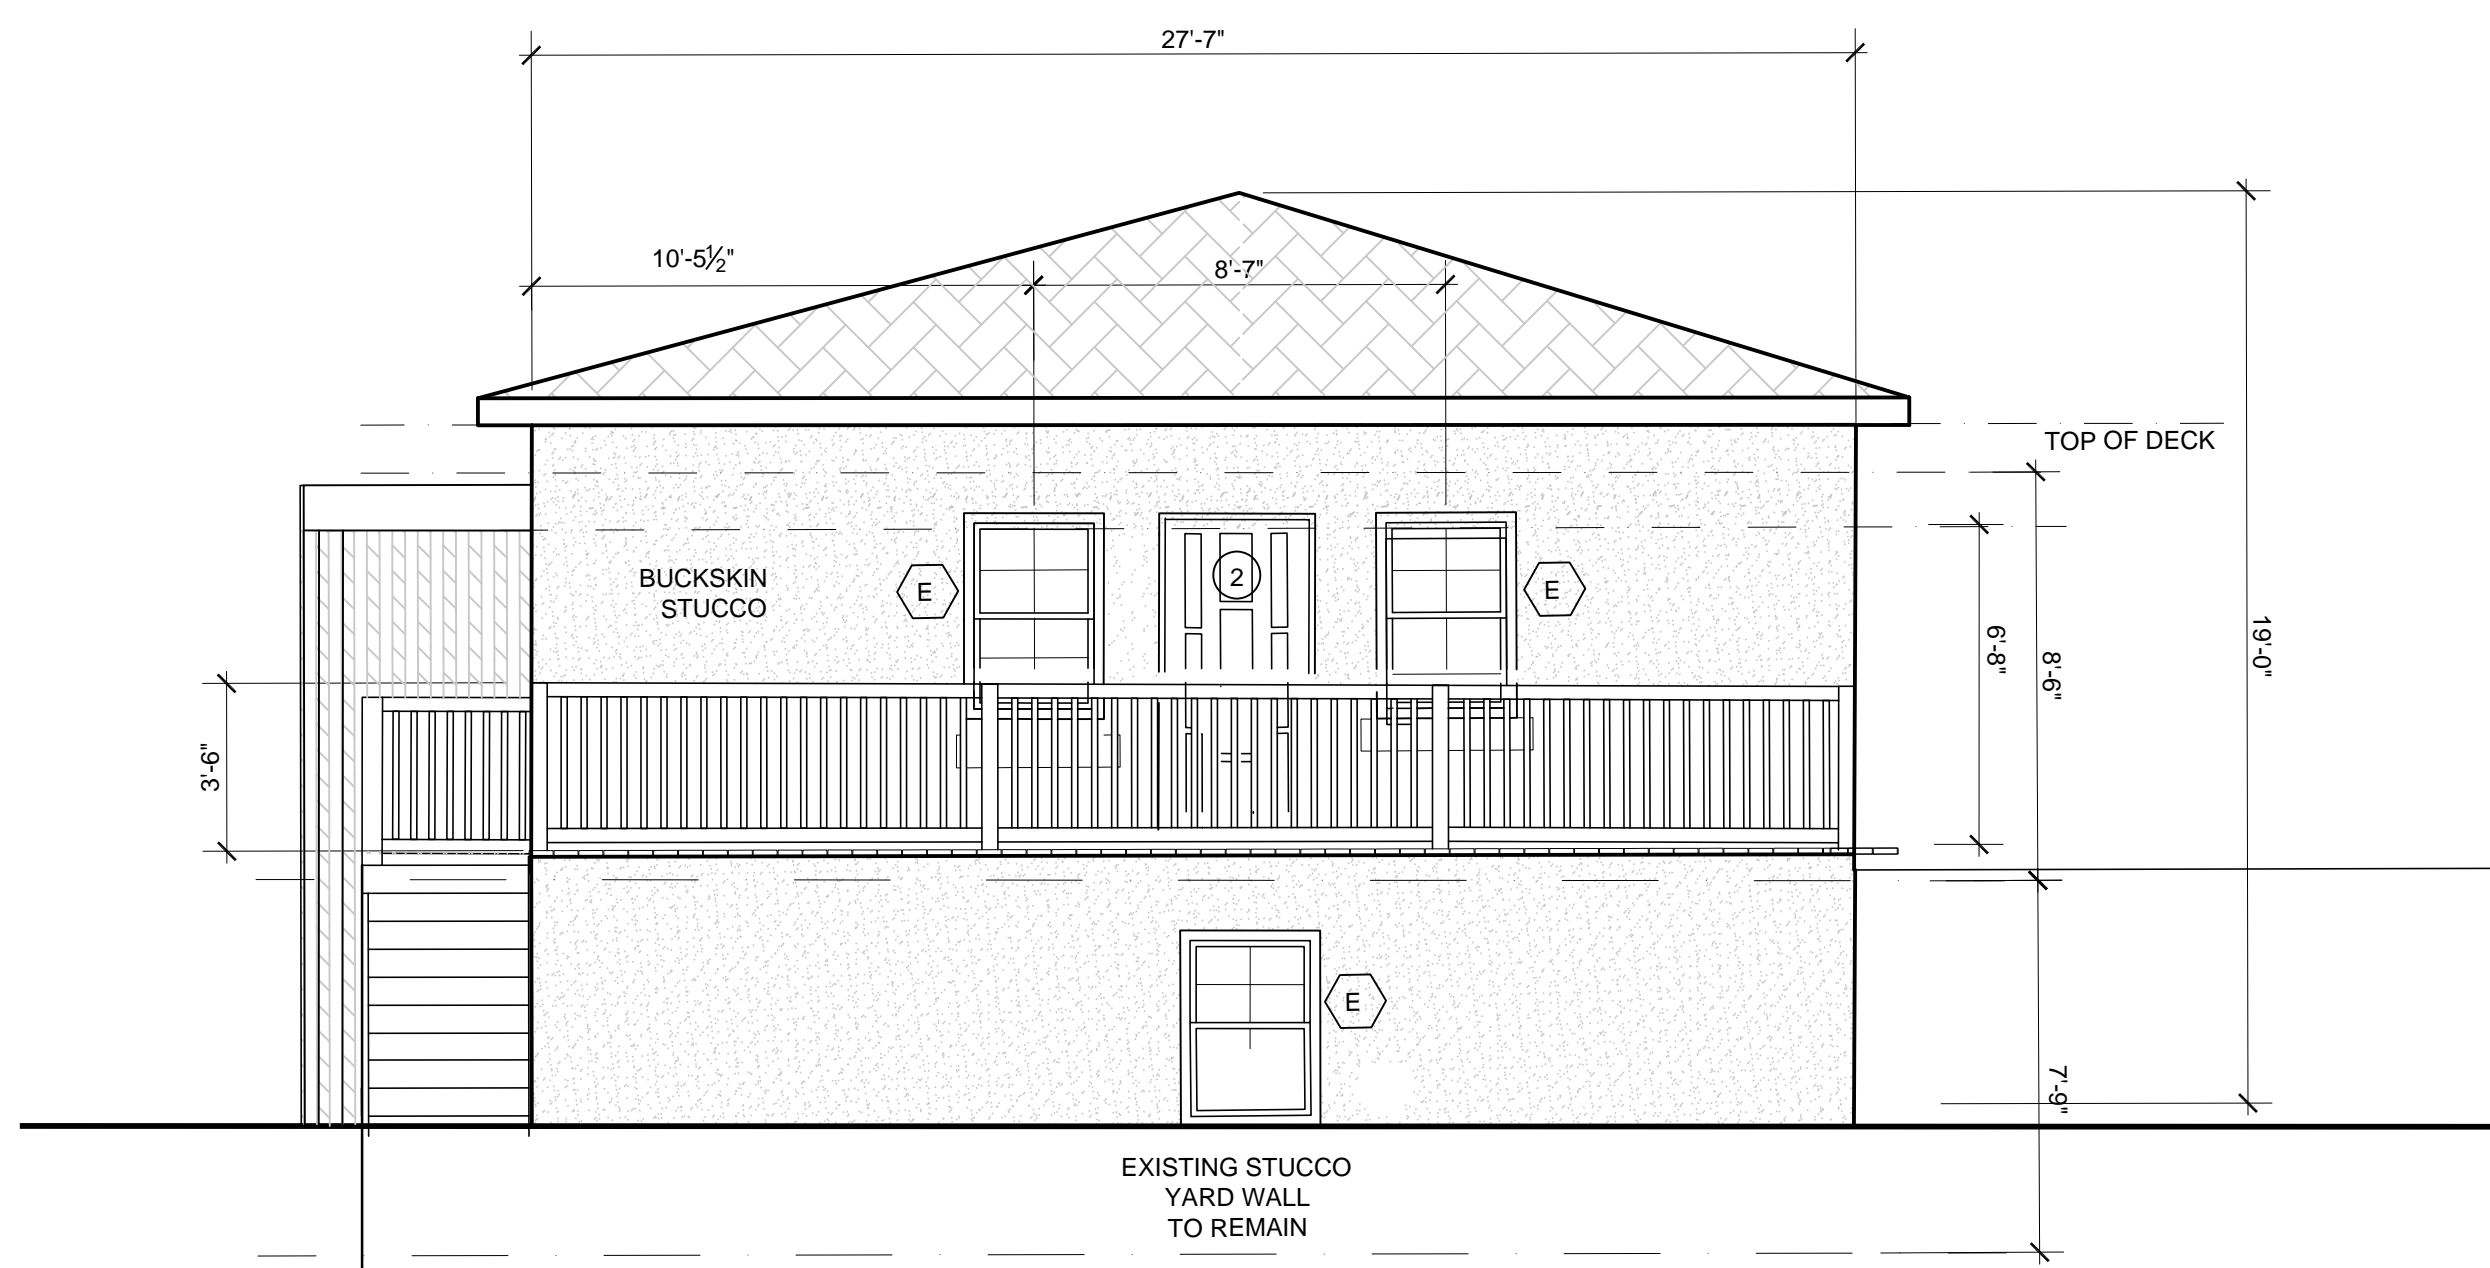 27'-7"
10'-5½"
8'-7"
TOP OF DECK
BUCKSKIN
STUCCO
E
2
E
6'-8"
8'-6"
19'-0"
3'-6"
E
7'-9"
EXISTING STUCCO
YARD WALL
TO REMAIN